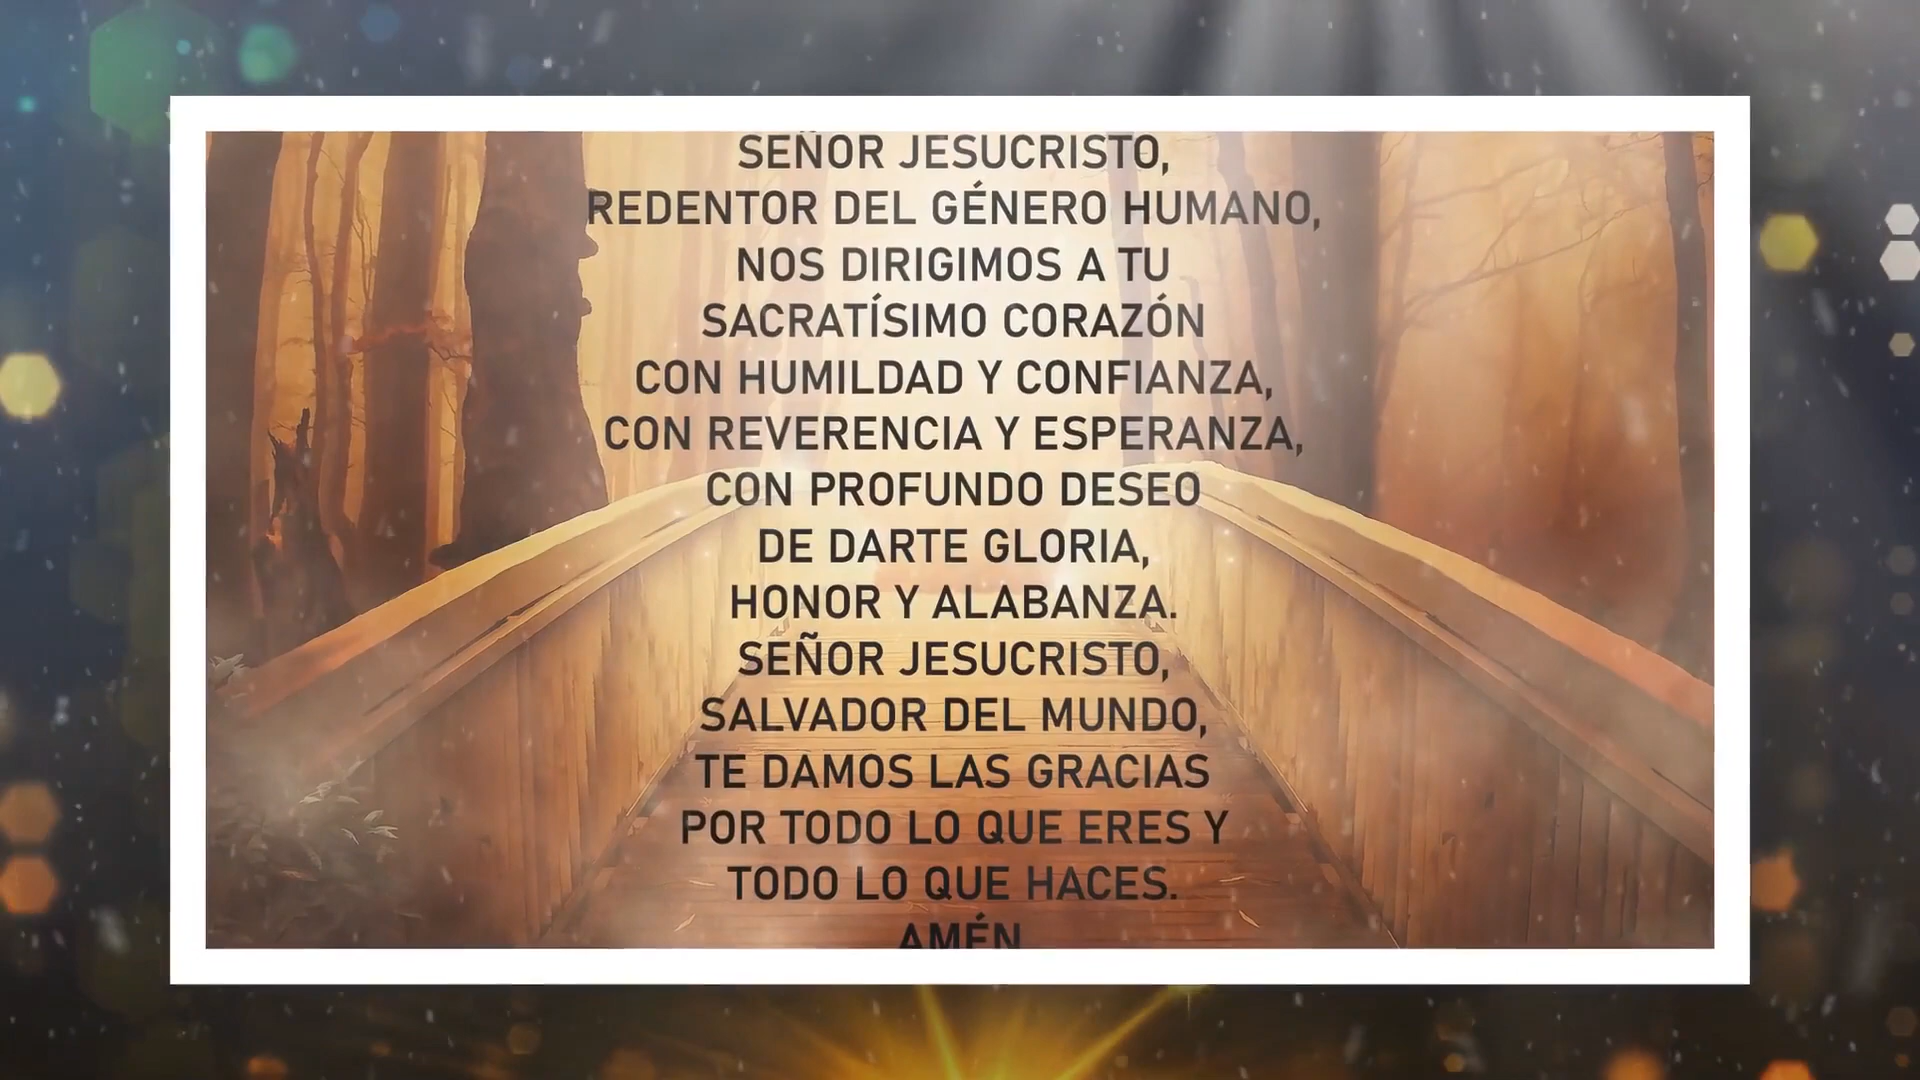 SEÑOR JESUCRISTO,
REDENTOR DEL GÉNERO HUMANO,
NOS DIRIGIMOS A TU
SACRATÍSIMO CORAZÓN
CON HUMILDAD Y CONFIANZA,
CON REVERENCIA Y ESPERANZA,
CON PROFUNDO DESEO
DE DARTE GLORIA,
HONOR Y ALABANZA.
SEÑOR JESUCRISTO,
SALVADOR DEL MUNDO,
TE DAMOS LAS GRACIAS
POR TODO LO QUE ERES Y
TODO LO QUE HACES.
AMÉN